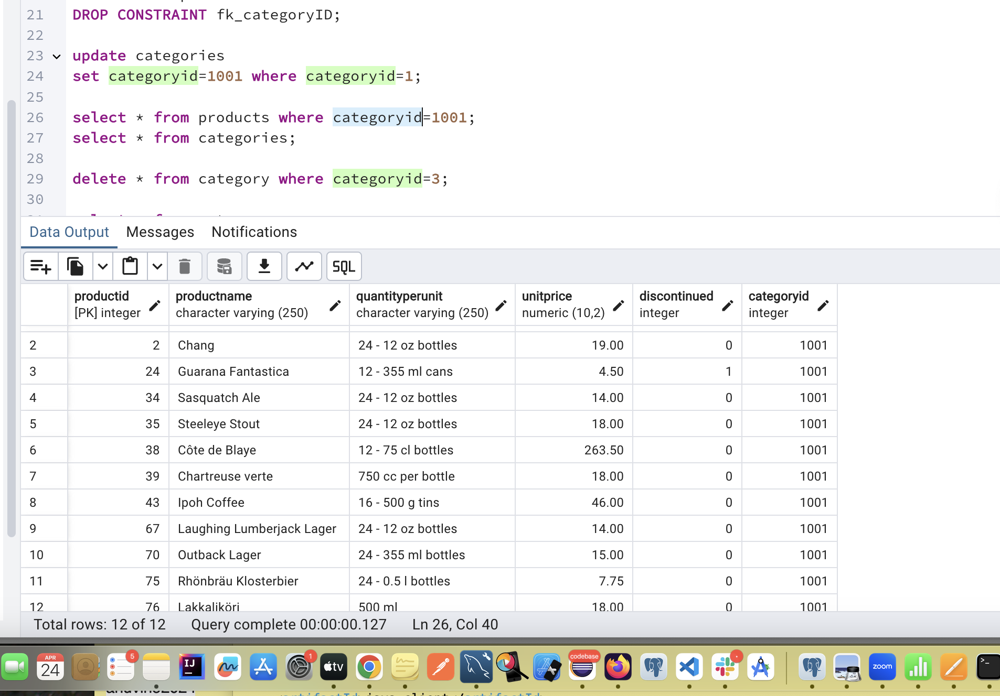 21 DROP CONSTRAINT fk_categoryID;
22
23 update categories
24 set categoryid=1001 where categoryid=1;
25
26 select * from products where categoryid=1001;
27 select * from categories;
28
29 delete * from category where categoryid=3;
30
Data Output Messages Notifications
SQL
productid productname quantityperunit unitprice discontinued categoryid
[PK] integer character varying (250) character varying (250) numeric (10,2) integer integer
2 2 Chang 24 - 12 oz bottles 19.00 0 1001
3 24 Guarana Fantastica 12 - 355 ml cans 4.50 1 1001
4 34 Sasquatch Ale 24 - 12 oz bottles 14.00 0 1001
5 35 Steeleye Stout 24 - 12 oz bottles 18.00 0 1001
6 38 Côte de Blaye 12 - 75 cl bottles 263.50 0 1001
7 39 Chartreuse verte 750 cc per bottle 18.00 0 1001
8 43 Ipoh Coffee 16 - 500 g tins 46.00 0 1001
9 67 Laughing Lumberjack Lager 24 - 12 oz bottles 14.00 0 1001
10 70 Outback Lager 24 - 355 ml bottles 15.00 0 1001
11 75 Rhönbräu Klosterbier 24 - 0.5 l bottles 7.75 0 1001
12 76 Lakkalikööri 500 ml 18.00 0 1001
Total rows: 12 of 12 Query complete 00:00:00.127 Ln 26, Col 40
APR
24
5
IJ
1
tv
codebase
zoom